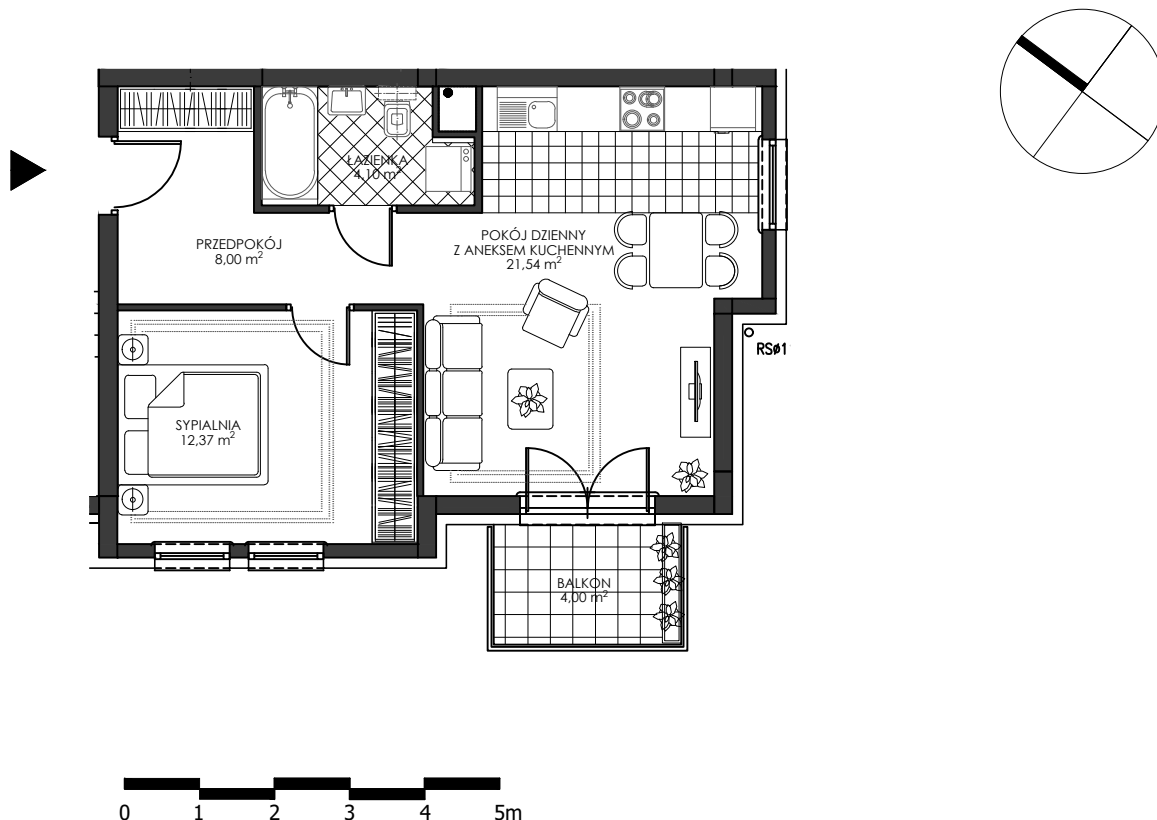 ŁAZIENKA
4,10 m²
PRZEDPOKÓJ
8,00 m²
POKÓJ DZIENNY
Z ANEKSEM KUCHENNYM
21,54 m²
RSø1
SYPIALNIA
12,37 m²
BALKON
4,00 m²
0 1 2 3 4 5m